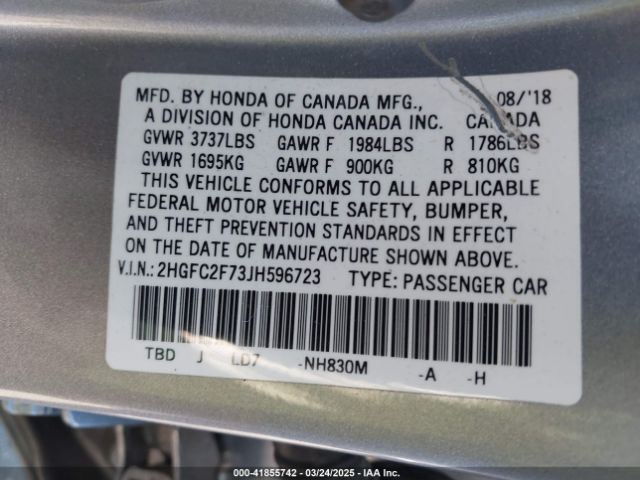 MFD. BY HONDA OF CANADA MFG., 08/'18
A DIVISION OF HONDA CANADA INC. CANADA
GVWR 3737LBS GAWR F 1984LBS R 1786LBS
GVWR 1695KG GAWR F 900KG R 810KG
THIS VEHICLE CONFORMS TO ALL APPLICABLE
FEDERAL MOTOR VEHICLE SAFETY, BUMPER,
AND THEFT PREVENTION STANDARDS IN EFFECT
ON THE DATE OF MANUFACTURE SHOWN ABOVE.
V.I.N.: 2HGFC2F73JH596723 TYPE: PASSENGER CAR
TBD J LD7 -NH830M -A -H
000-41855742 - 03/24/2025 - IAA Inc.